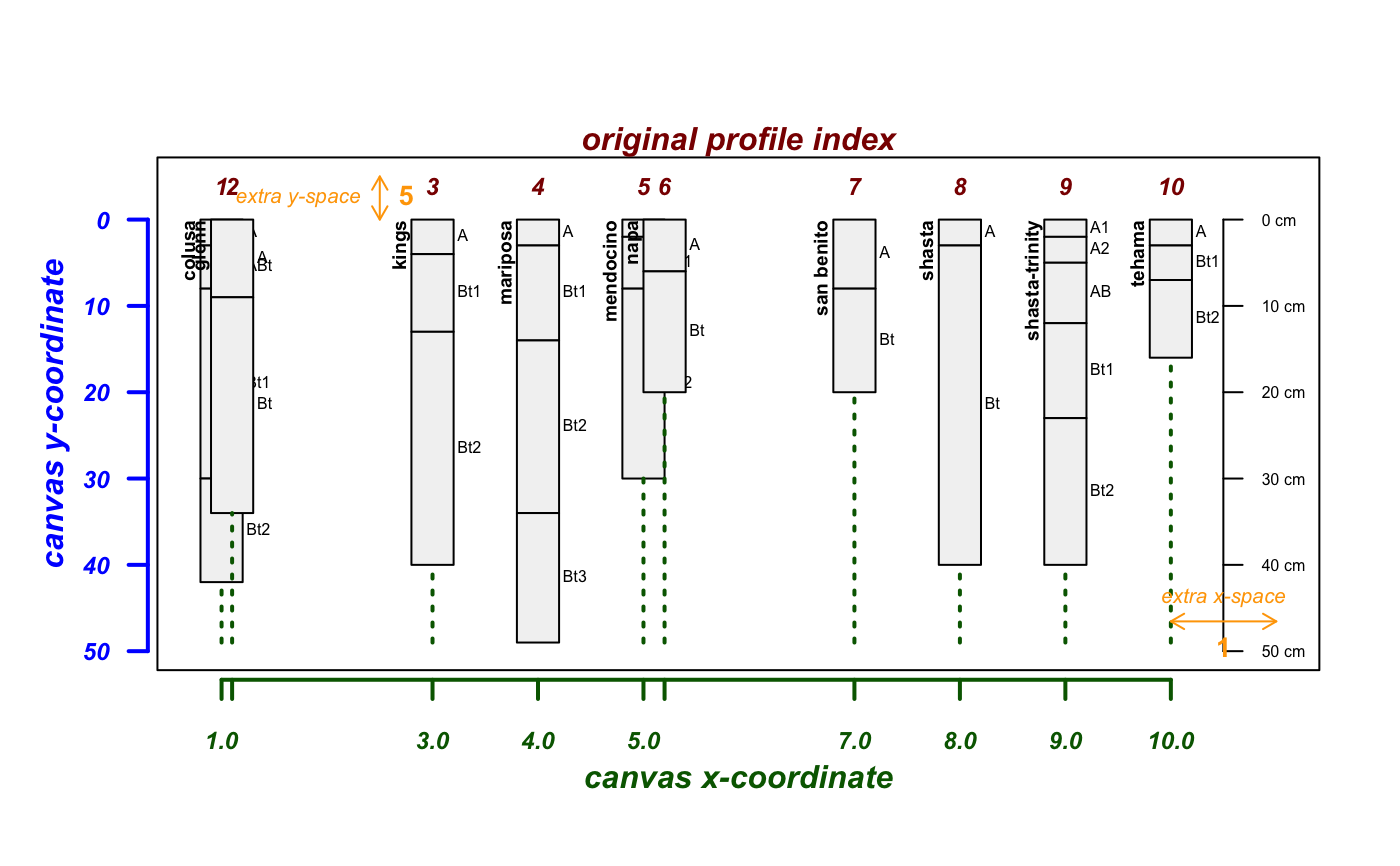 original profile index
12 3 4 5 6 7 8 9 10
extra y-space 5
colusa
glenn
kings
mariposa
mendocino
napa
san benito
shasta
shasta-trinity
tehama
canvas y-coordinate
0
10
20
30
40
50
A
Bt
Bt2
A
Bt1
Bt2
A
Bt1
Bt2
Bt3
A
Bt
A
Bt
A
Bt
A1
A2
AB
Bt1
Bt2
A
Bt1
Bt2
0 cm
10 cm
20 cm
30 cm
40 cm
50 cm
extra x-space
1
1.0 3.0 4.0 5.0 7.0 8.0 9.0 10.0
canvas x-coordinate